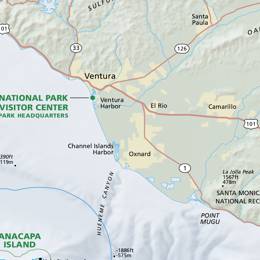 SULFU
Santa
Paula
OA
33
126
Ventura
NATIONAL PARK
VISITOR CENTER
PARK HEADQUARTERS
Ventura
Harbor
El Rio
Camarillo
101
Channel Islands
Harbor
Oxnard
390ft
119m
1
La Jolla Peak
1567ft
478m
SANTA MONIC
NATIONAL REC
HUENEME CANYON
POINT
MUGU
ANACAPA
ISLAND
-1886ft
-575m